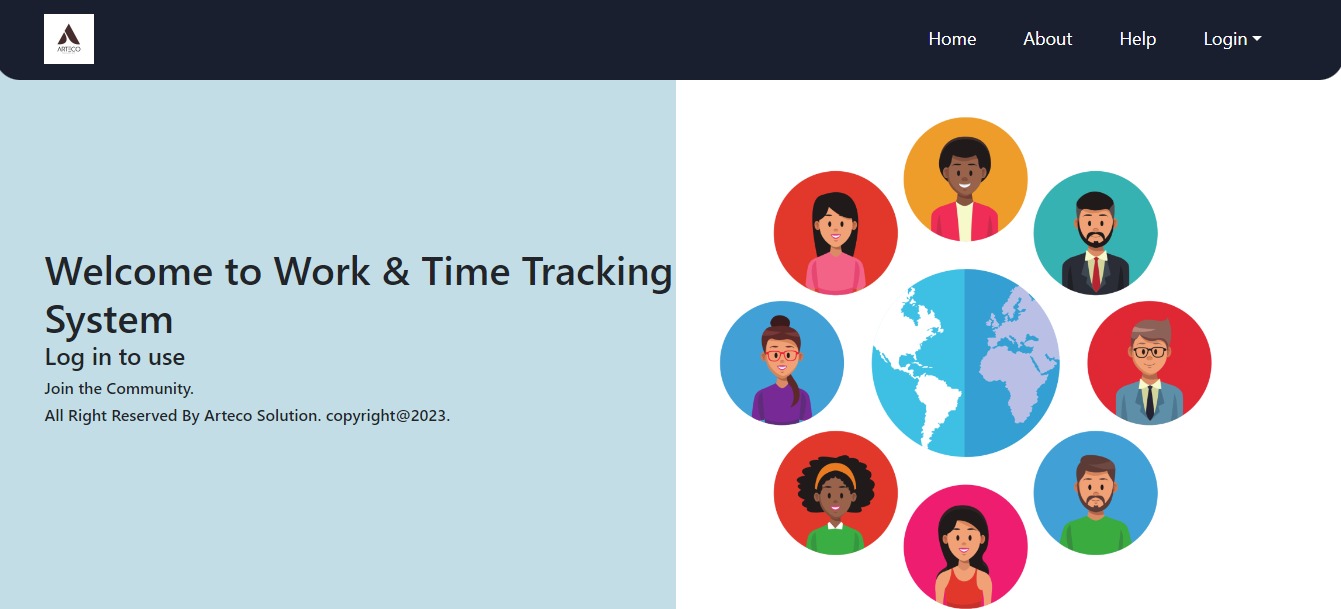 ARTECO
Home
About
Help
Login
Welcome to Work & Time Tracking
System
Log in to use
Join the Community.
All Right Reserved By Arteco Solution. copyright@2023.